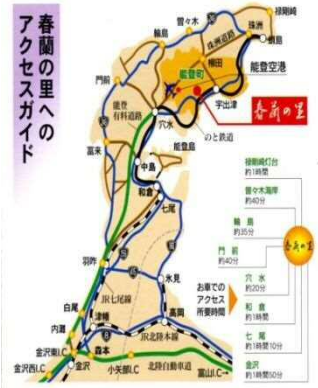 春蘭の里への
アクセスガイド
禄剛崎
曽々木
珠洲
珠洲道路
輪島
蛸島
能登空港
柳田
能登町
門前
宇出津
春蘭の里
能登
有料道路
穴水
のと鉄道
富来
能登島
中島
和倉
七尾
羽咋
氷見
JR七尾線
高岡
白尾
津幡
内灘
JR北陸本線
金沢東I.C
金沢
森本
小矢部I.C
北陸自動車道
金沢西I.C
富山I.C→
禄剛崎灯台
約1時間
曽々木海岸
約40分
輪島
約35分
門前
約40分
春蘭の里
お車での
アクセス
所要時間
穴水
約20分
和倉
約1時間
七尾
約1時間10分
金沢
約1時間50分